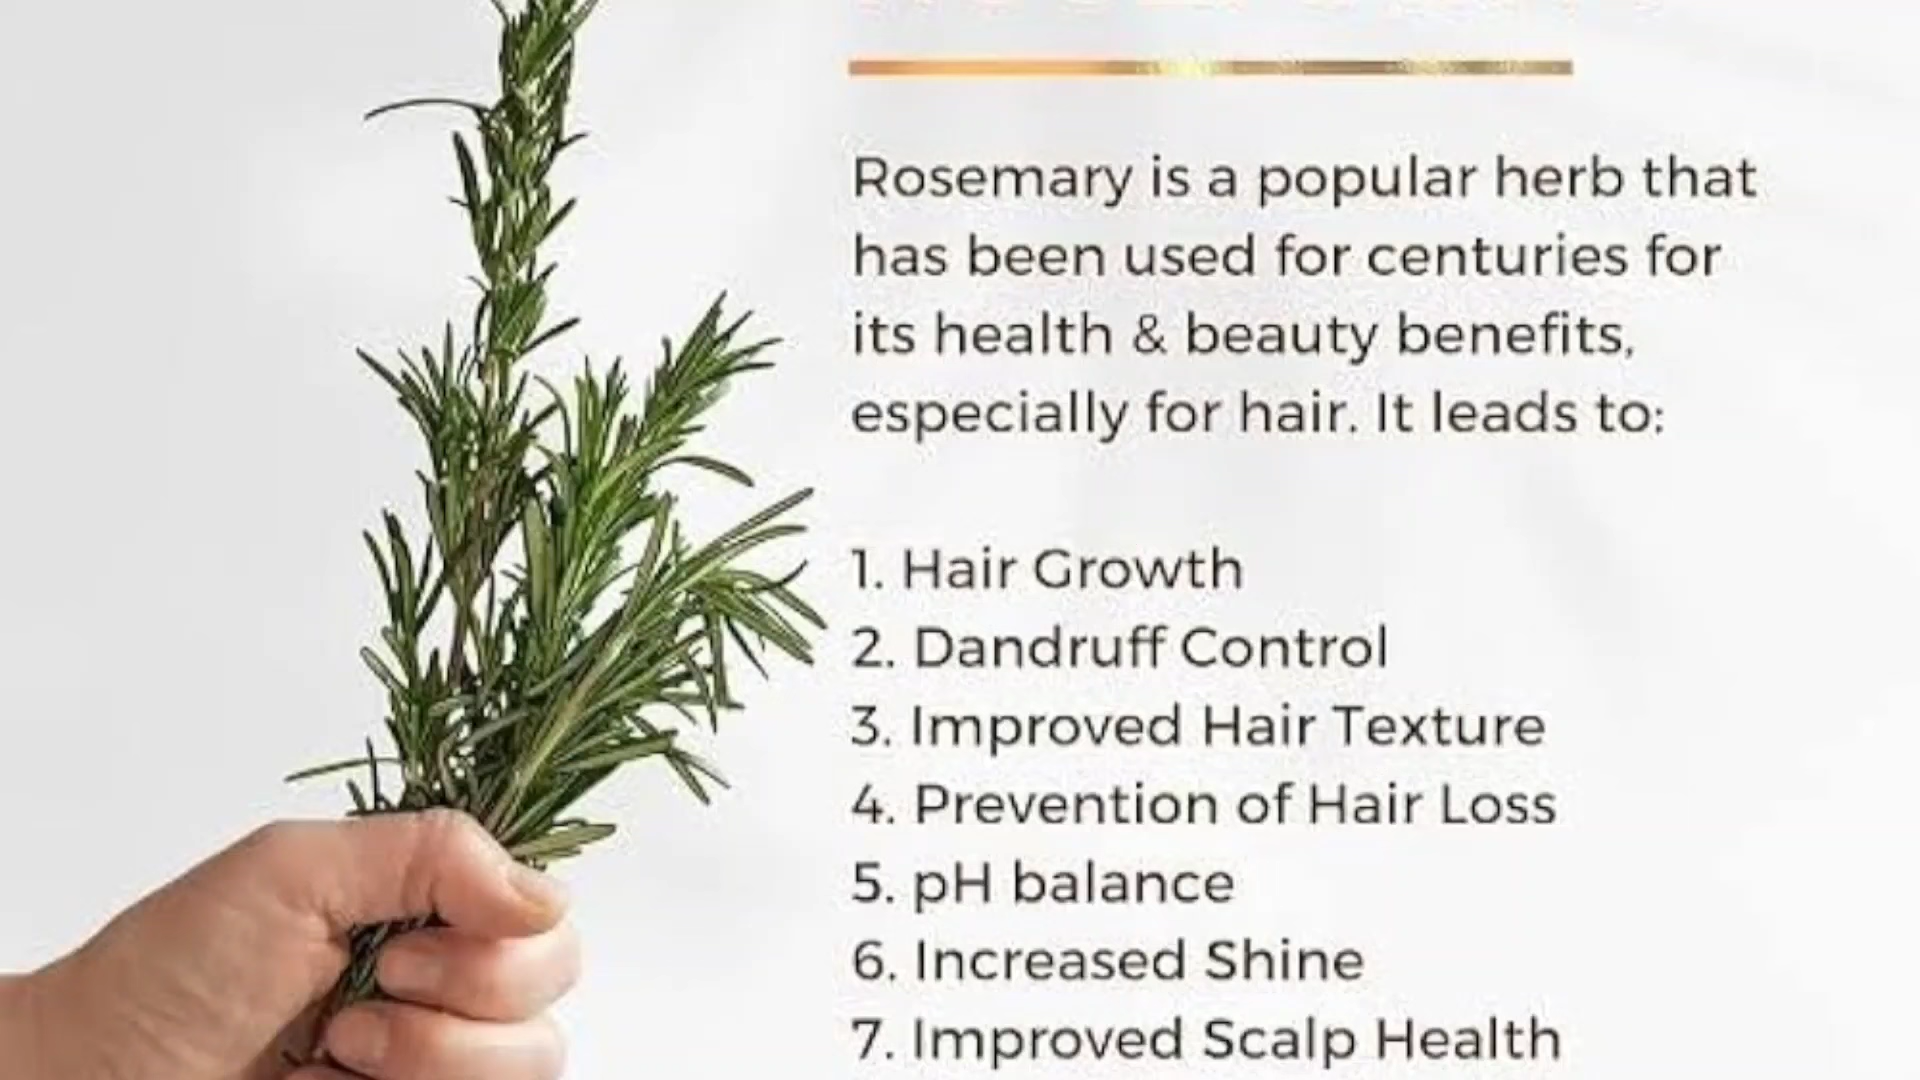 Rosemary is a popular herb that
has been used for centuries for
its health & beauty benefits,
especially for hair. It leads to:
1. Hair Growth
2. Dandruff Control
3. Improved Hair Texture
4. Prevention of Hair Loss
5. pH balance
6. Increased Shine
7. Improved Scalp Health